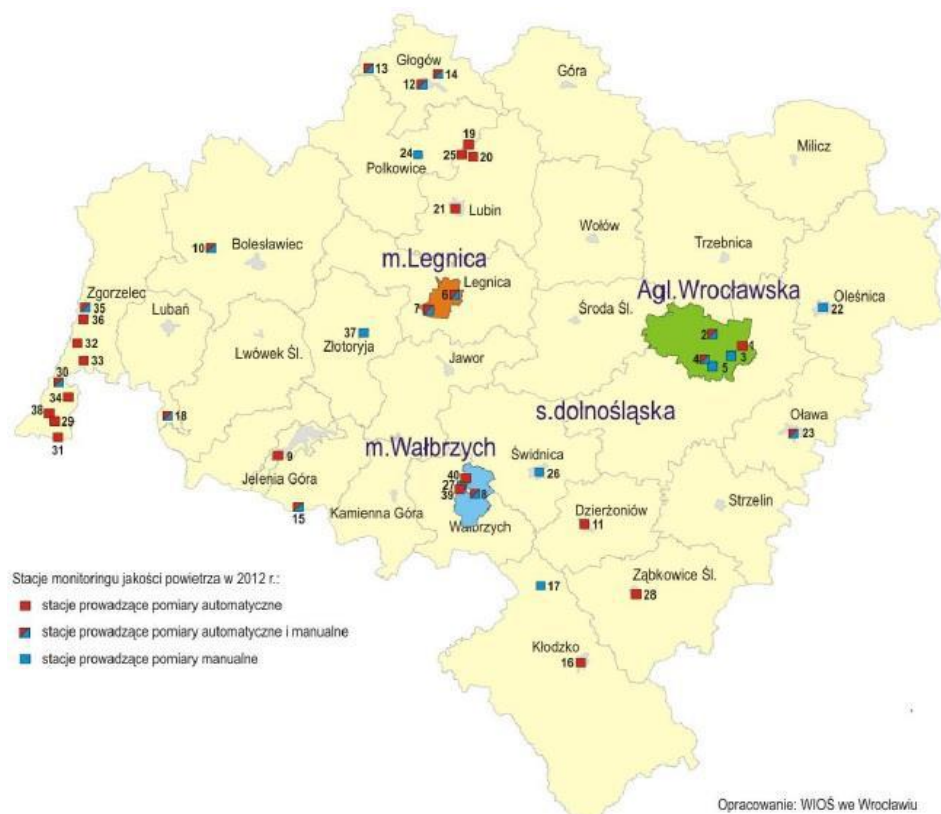 Głogów
13
14
12
Góra
19
24
25
20
Polkowice
Milicz
21
Lubin
Wołów
Trzebnica
10
Bolesławiec
m.Legnica
Legnica
6
7
Agl.Wrocławska
Zgorzelec
35
36
Lubań
Oleśnica
22
Środa Śl.
37
Złotoryja
2
1
32
Lwówek Śl.
33
Jawor
4
3
5
30
34
38
29
31
18
s.dolnośląska
Oława
23
m.Wałbrzych
9
Jelenia Góra
Świdnica
26
40
27
39
8
Wałbrzych
Strzelin
15
Kamienna Góra
Dzierżoniów
11
Ząbkowice Śl.
28
17
Kłodzko
16
Stacje monitoringu jakości powietrza w 2012 r.:
stacje prowadzące pomiary automatyczne
stacje prowadzące pomiary automatyczne i manualne
stacje prowadzące pomiary manualne
Opracowanie: WIOŚ we Wrocławiu